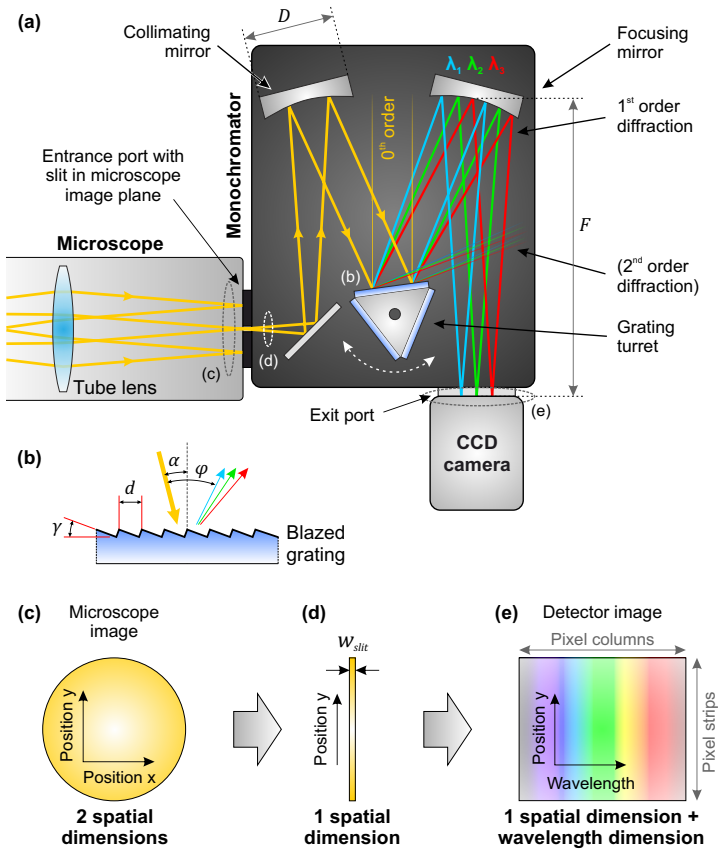 (a)
D
Collimating
mirror
Focusing
mirror
λ₁ λ₂ λ₃
1st order
diffraction
0th order
Monochromator
Entrance port with
slit in microscope
image plane
Microscope
F
(b)
(2nd order
diffraction)
Grating
turret
(c)
(d)
Tube lens
Exit port
(e)
CCD
camera
(b)
α
φ
d
γ
Blazed
grating
(c)
Microscope
image
Position y
Position x
2 spatial
dimensions
(d)
wslit
Position y
1 spatial
dimension
(e)
Detector image
Pixel columns
Position y
Wavelength
Pixel strips
1 spatial dimension +
wavelength dimension